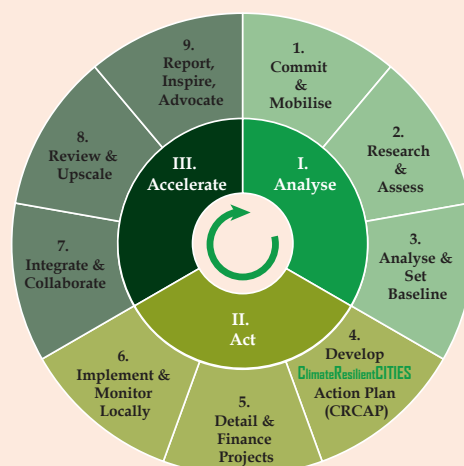 I.
Analyse
II.
Act
III.
Accelerate
1.
Commit
&
Mobilise
2.
Research
&
Assess
3.
Analyse &
Set
Baseline
4.
Develop
ClimateResilientCITIES
Action Plan
(CRCAP)
5.
Detail &
Finance
Projects
6.
Implement &
Monitor
Locally
7.
Integrate &
Collaborate
8.
Review &
Upscale
9.
Report,
Inspire,
Advocate